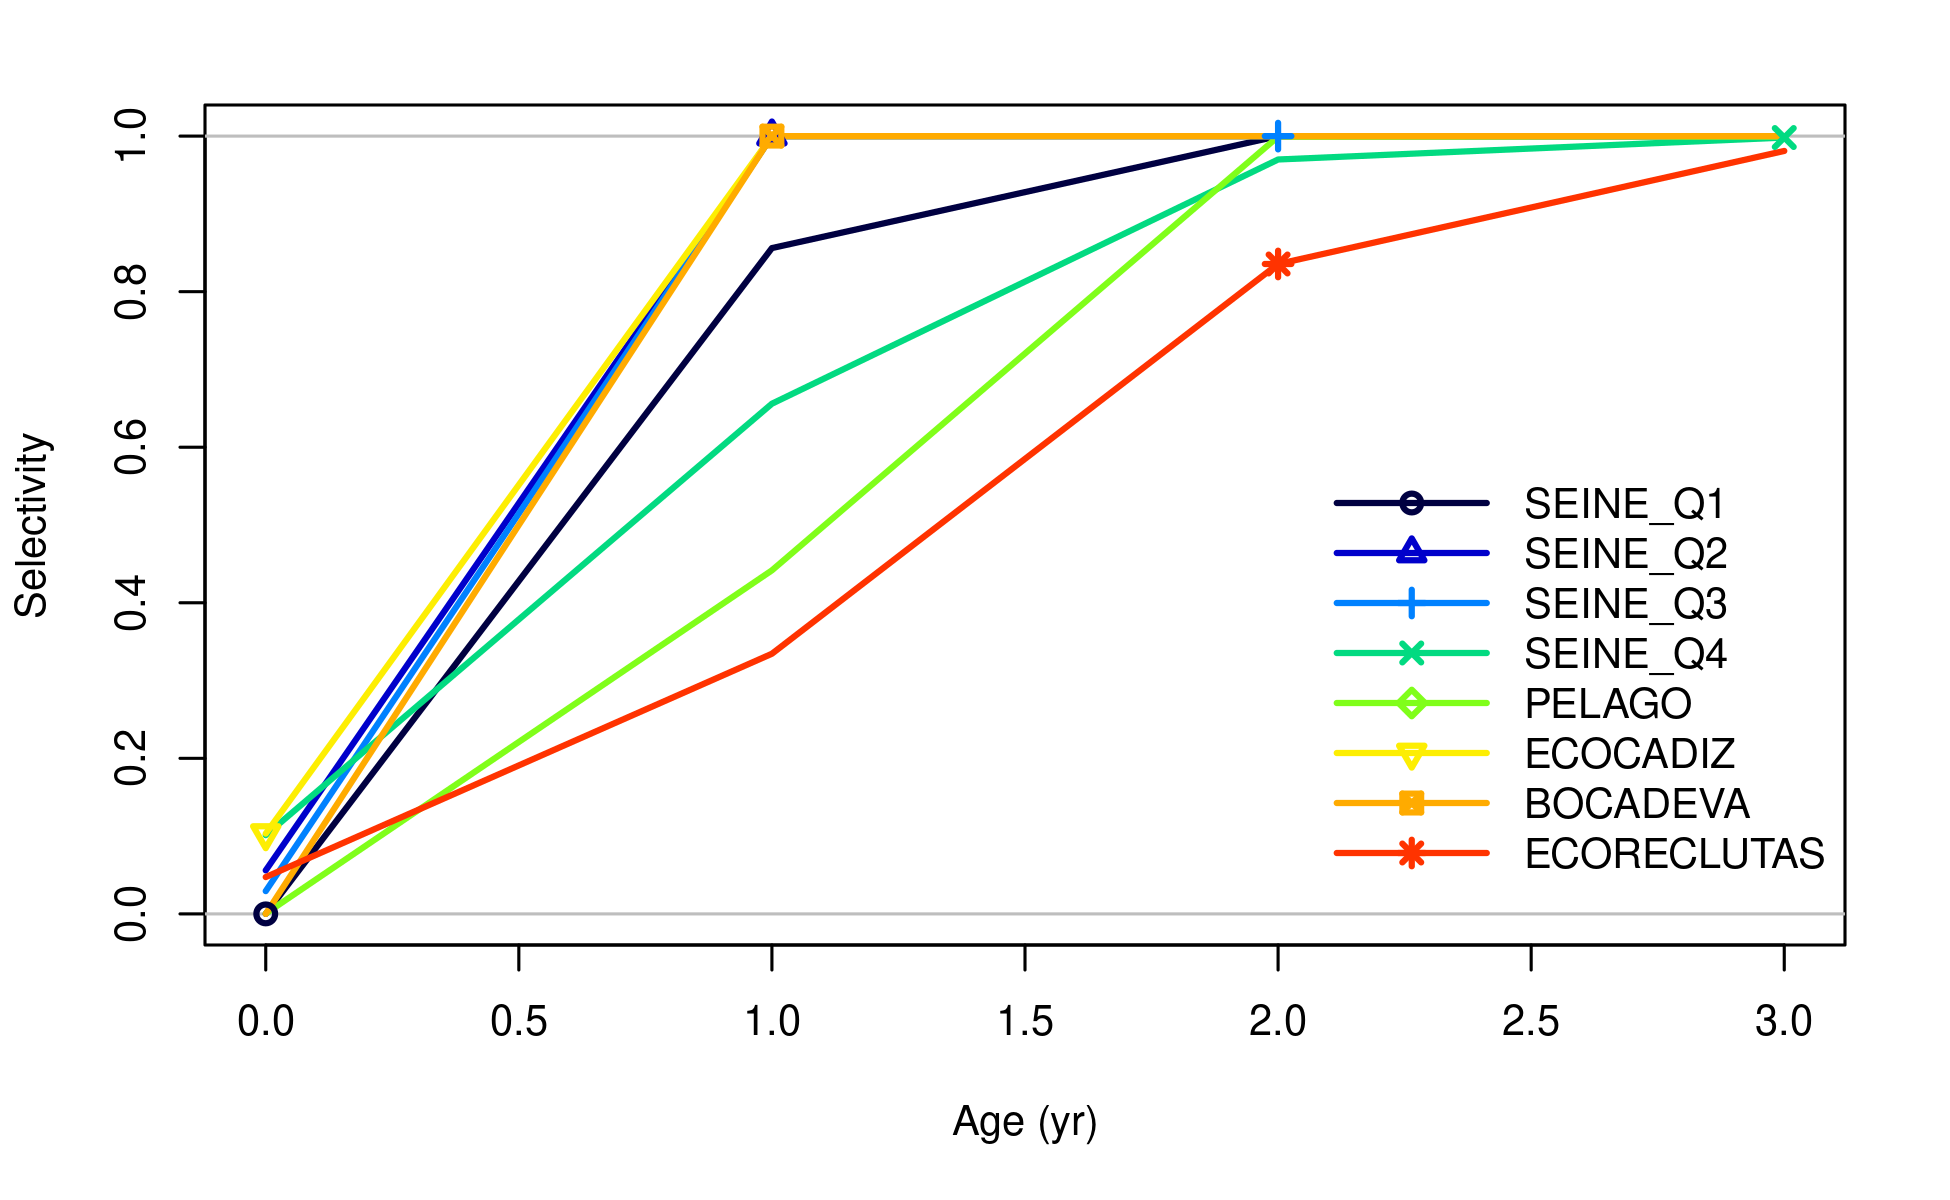 1.0
0.8
0.6
0.4
0.2
0.0
Selectivity
SEINE_Q1
SEINE_Q2
SEINE_Q3
SEINE_Q4
PELAGO
ECOCADIZ
BOCADEVA
ECORECLUTAS
0.0 0.5 1.0 1.5 2.0 2.5 3.0
Age (yr)